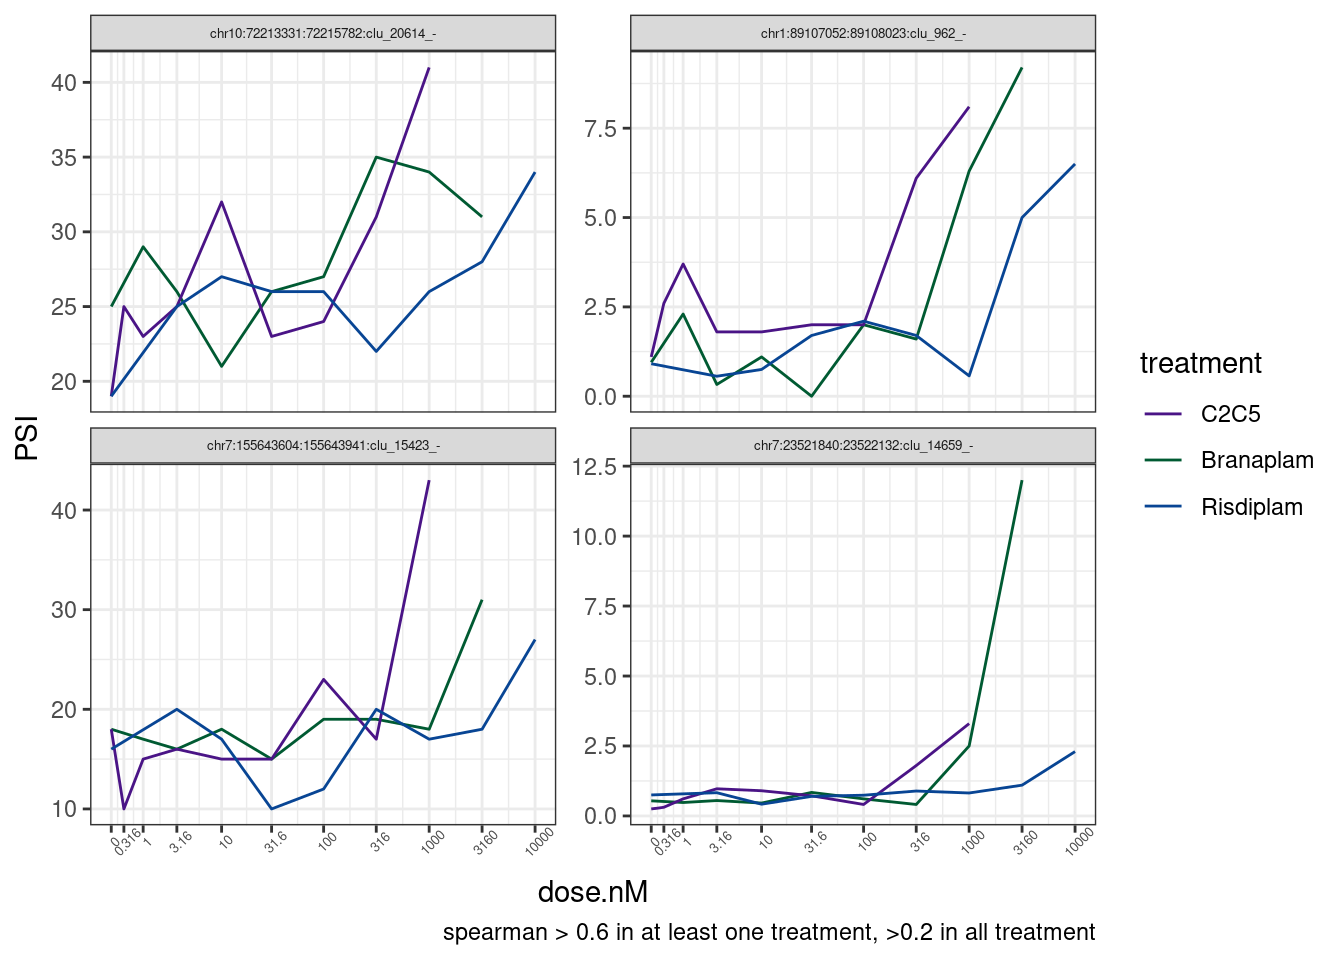 chr10:72213331:72215782:clu_20614_-
chr1:89107052:89108023:clu_962_-
40
35
30
25
20
7.5
5.0
2.5
0.0
chr7:155643604:155643941:clu_15423_-
chr7:23521840:23522132:clu_14659_-
40
30
20
10
12.5
10.0
7.5
5.0
2.5
0.0
0 0.316 1 3.16 10 31.6 100 316 1000 3160 10000
0 0.316 1 3.16 10 31.6 100 316 1000 3160 10000
PSI
dose.nM
spearman > 0.6 in at least one treatment, >0.2 in all treatment
treatment
C2C5
Branaplam
Risdiplam